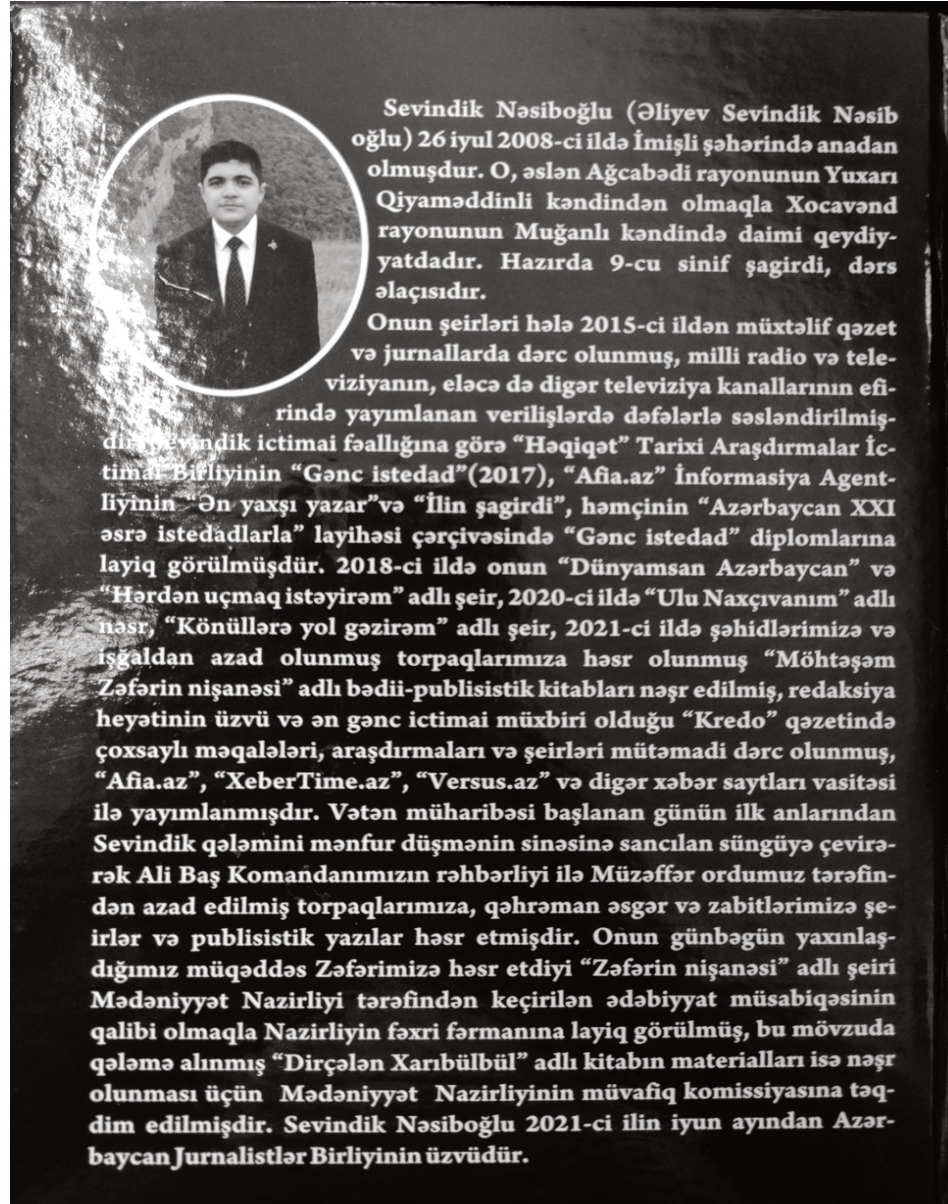 Sevindik Nəsiboğlu (Əliyev Sevindik Nəsib
oğlu) 26 iyul 2008-ci ildə İmişli şəhərində anadan
olmuşdur. O, əslən Ağcabədi rayonunun Yuxarı
Qiyaməddinli kəndindən olmaqla Xocavənd
rayonunun Muğanlı kəndində daimi qeydiy-
yatdadır. Hazırda 9-cu sinif şagirdi, dərs
əlaçısıdır.
Onun şeirləri hələ 2015-ci ildən müxtəlif qəzet
və jurnallarda dərc olunmuş, milli radio və tele-
viziyanın, eləcə də digər televiziya kanallarının efi-
rində yayımlanan verilişlərdə dəfələrlə səsləndirilmiş-
dir. Sevindik ictimai fəallığına görə “Həqiqət” Tarixi Araşdırmalar İc-
timai Birliyinin “Gənc istedad”(2017), “Afia.az” İnformasiya Agent-
liyinin “Ən yaxşı yazar”və “İlin şagirdi”, həmçinin “Azərbaycan XXI
əsrə istedadlarla” layihəsi çərçivəsində “Gənc istedad” diplomlarına
layiq görülmüşdür. 2018-ci ildə onun “Dünyamsan Azərbaycan” və
“Hərdən uçmaq istəyirəm” adlı şeir, 2020-ci ildə “Ulu Naxçıvanım” adlı
nəsr, “Könüllərə yol gəzirəm” adlı şeir, 2021-ci ildə şəhidlərimizə və
işğaldan azad olunmuş torpaqlarımıza həsr olunmuş “Möhtəşəm
Zəfərin nişanəsi” adlı bədii-publisistik kitabları nəşr edilmiş, redaksiya
heyətinin üzvü və ən gənc ictimai müxbiri olduğu “Kredo” qəzetində
çoxsaylı məqalələri, araşdırmaları və şeirləri mütəmadi dərc olunmuş,
“Afia.az”, “XeberTime.az”, “Versus.az” və digər xəbər saytları vasitəsi
ilə yayımlanmışdır. Vətən müharibəsi başlanan günün ilk anlarından
Sevindik qələmini mənfur düşmənin sinəsinə sancılan süngüyə çevirə-
rək Ali Baş Komandanımızın rəhbərliyi ilə Müzəffər ordumuz tərəfin-
dən azad edilmiş torpaqlarımıza, qəhrəman əsgər və zabitlərimizə şe-
irlər və publisistik yazılar həsr etmişdir. Onun günbəgün yaxınlaş-
dığımız müqəddəs Zəfərimizə həsr etdiyi “Zəfərin nişanəsi” adlı şeiri
Mədəniyyət Nazirliyi tərəfindən keçirilən ədəbiyyat müsabiqəsinin
qalibi olmaqla Nazirliyin fəxri fərmanına layiq görülmüş, bu mövzuda
qələmə alınmış “Dirçələn Xarıbülbül” adlı kitabın materialları isə nəşr
olunması üçün Mədəniyyət Nazirliyinin müvafiq komissiyasına təq-
dim edilmişdir. Sevindik Nəsiboğlu 2021-ci ilin iyun ayından Azər-
baycan Jurnalistlər Birliyinin üzvüdür.